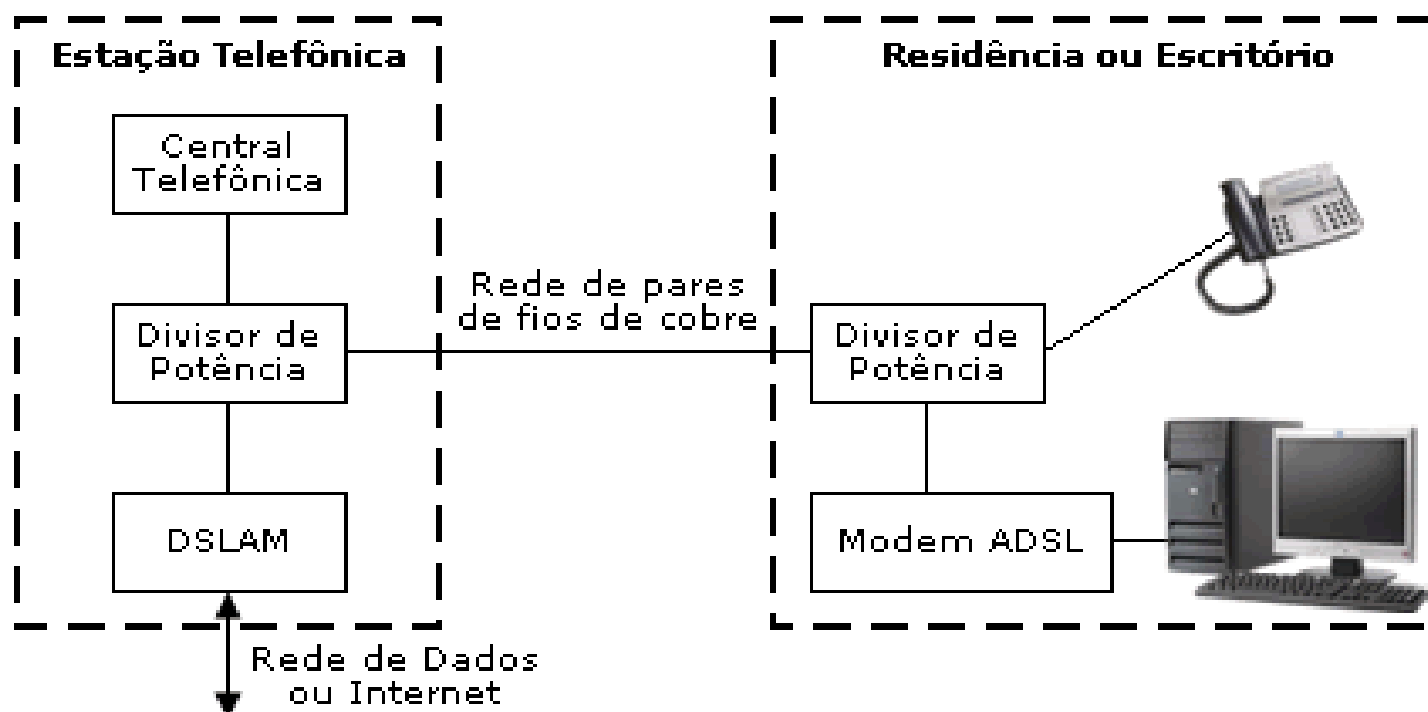 Estação Telefônica
Central
Telefônica
Divisor de
Potência
DSLAM
Rede de Dados
ou Internet
Rede de pares
de fios de cobre
Residência ou Escritório
Divisor de
Potência
Modem ADSL